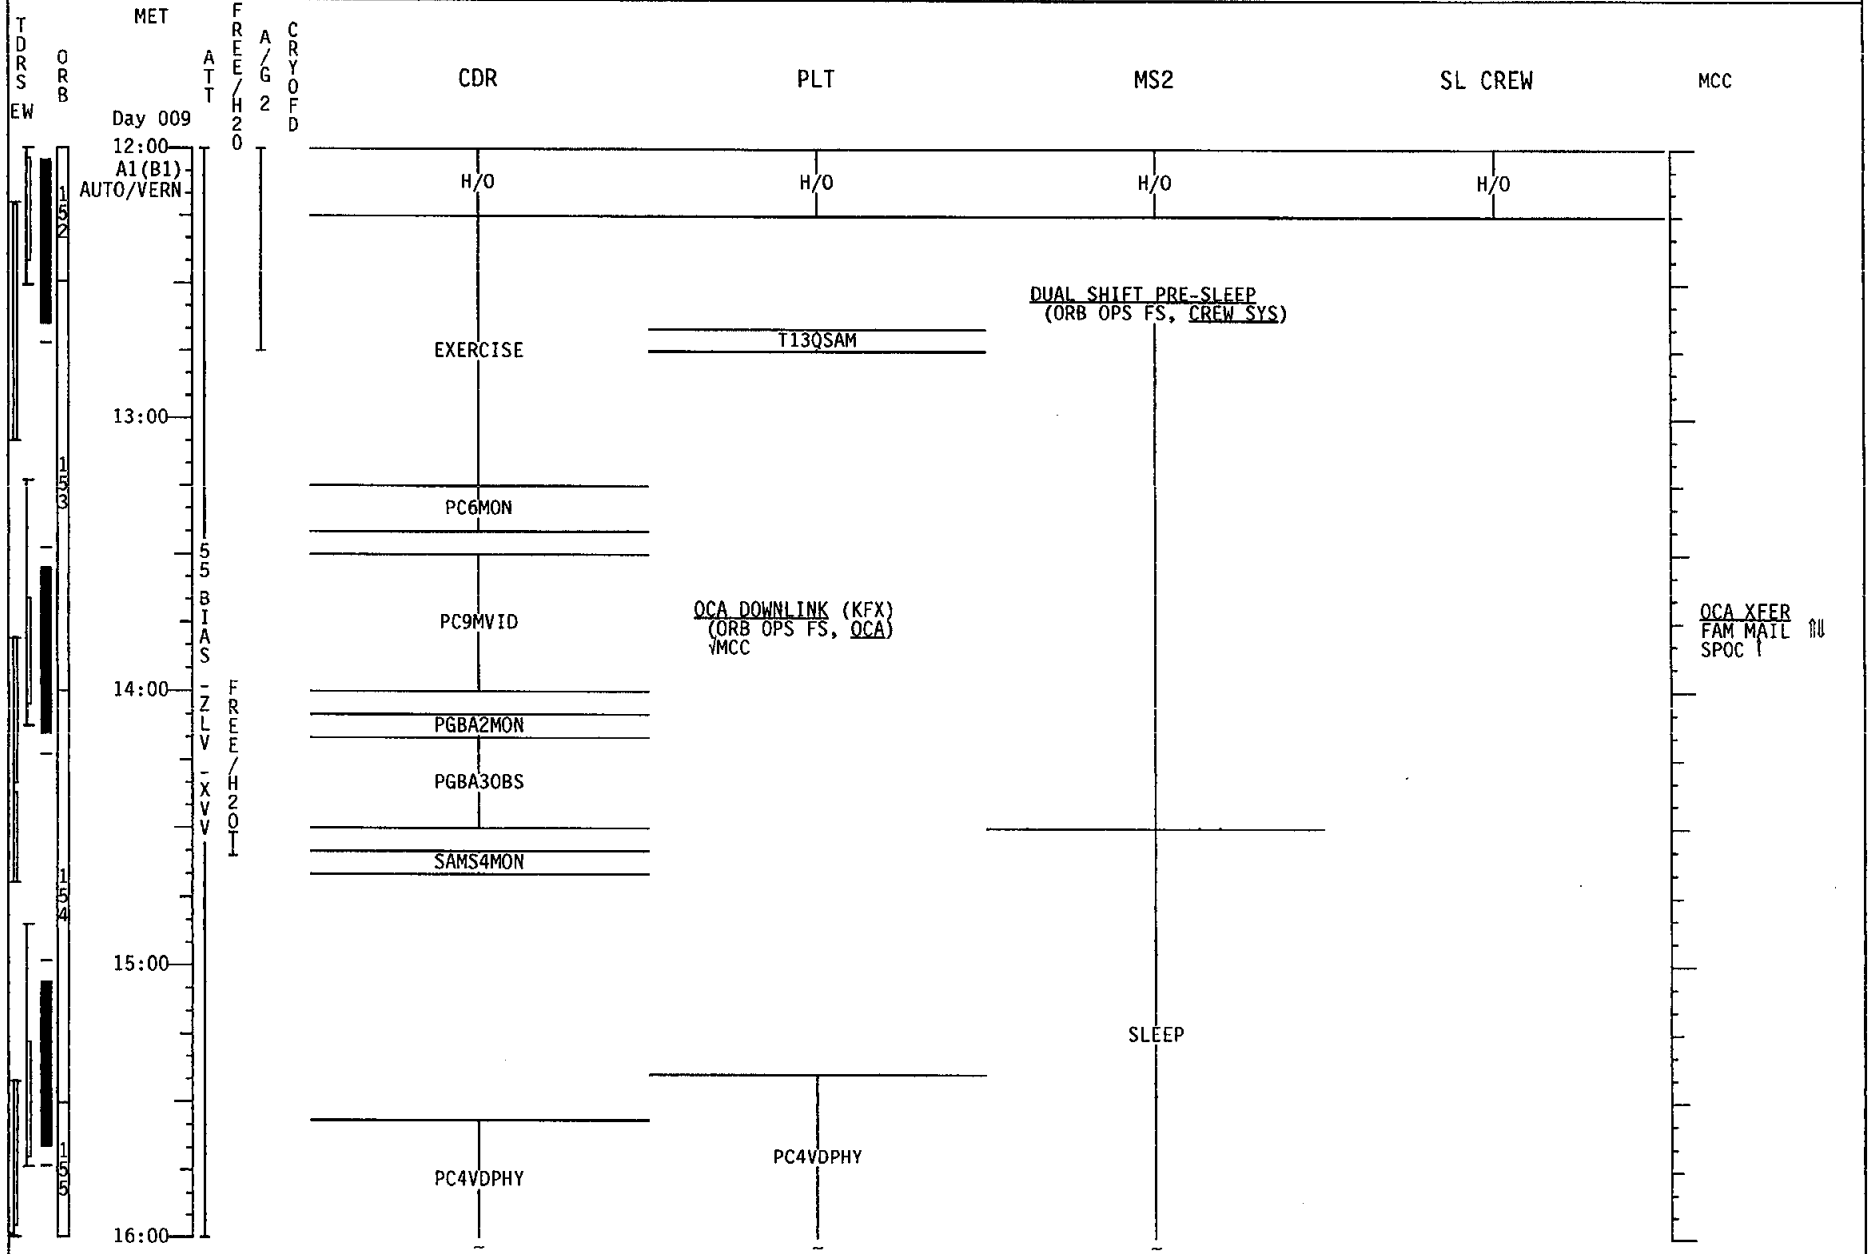 TDRS
EW
ORB
MET
ATT
FREE/H2O
A/G 2
CRYOFD
CDR
PLT
MS2
SL CREW
MCC
Day 009
12:00
A1(B1)
AUTO/VERN
152
H/O
H/O
H/O
H/O
DUAL SHIFT PRE-SLEEP
(ORB OPS FS, CREW SYS)
EXERCISE
T13QSAM
13:00
153
PC6MON
55 BIAS -ZLV -XVV
PC9MVID
OCA DOWNLINK (KFX)
(ORB OPS FS, OCA)
√MCC
OCA XFER
FAM MAIL ⇑⇓
SPOC ↑
14:00
FREE/H2O
PGBA2MON
PGBA3OBS
SAMS4MON
154
15:00
SLEEP
PC4VDPHY
PC4VDPHY
155
16:00
~
~
~